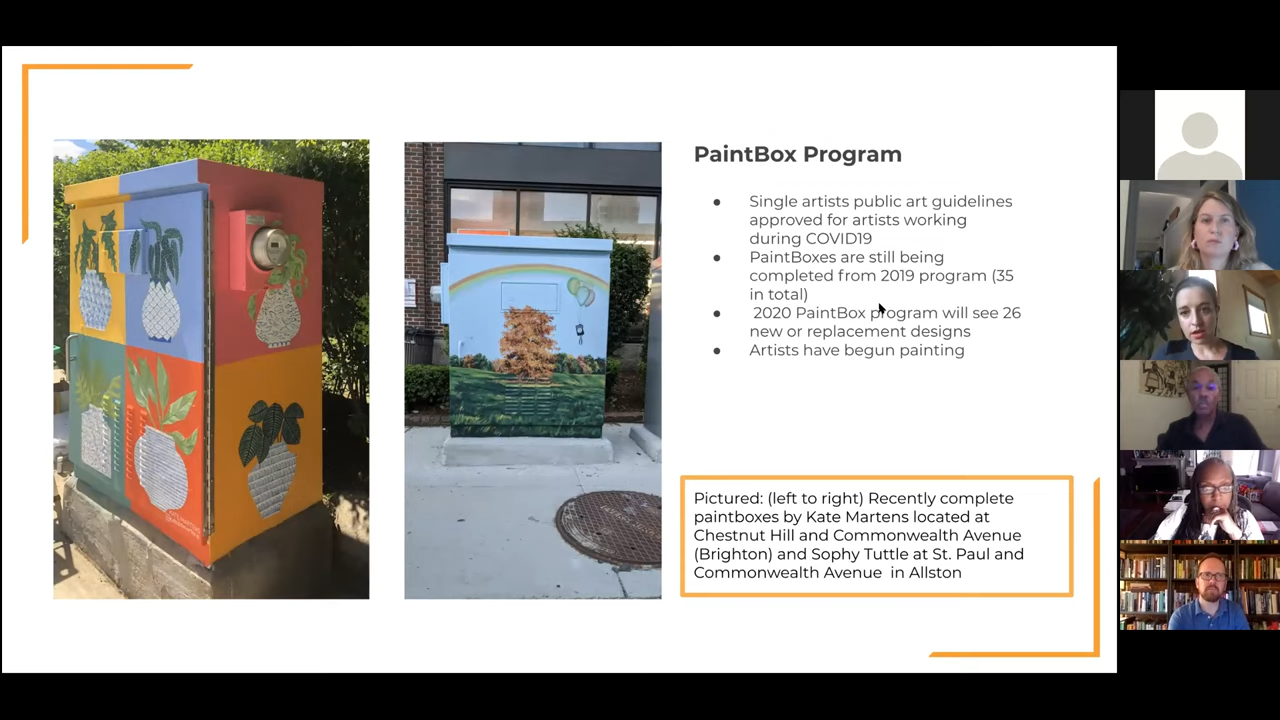 PaintBox Program
● Single artists public art guidelines
approved for artists working
during COVID19
● PaintBoxes are still being
completed from 2019 program (35
in total)
● 2020 PaintBox program will see 26
new or replacement designs
● Artists have begun painting
Pictured: (left to right) Recently complete
paintboxes by Kate Martens located at
Chestnut Hill and Commonwealth Avenue
(Brighton) and Sophy Tuttle at St. Paul and
Commonwealth Avenue in Allston